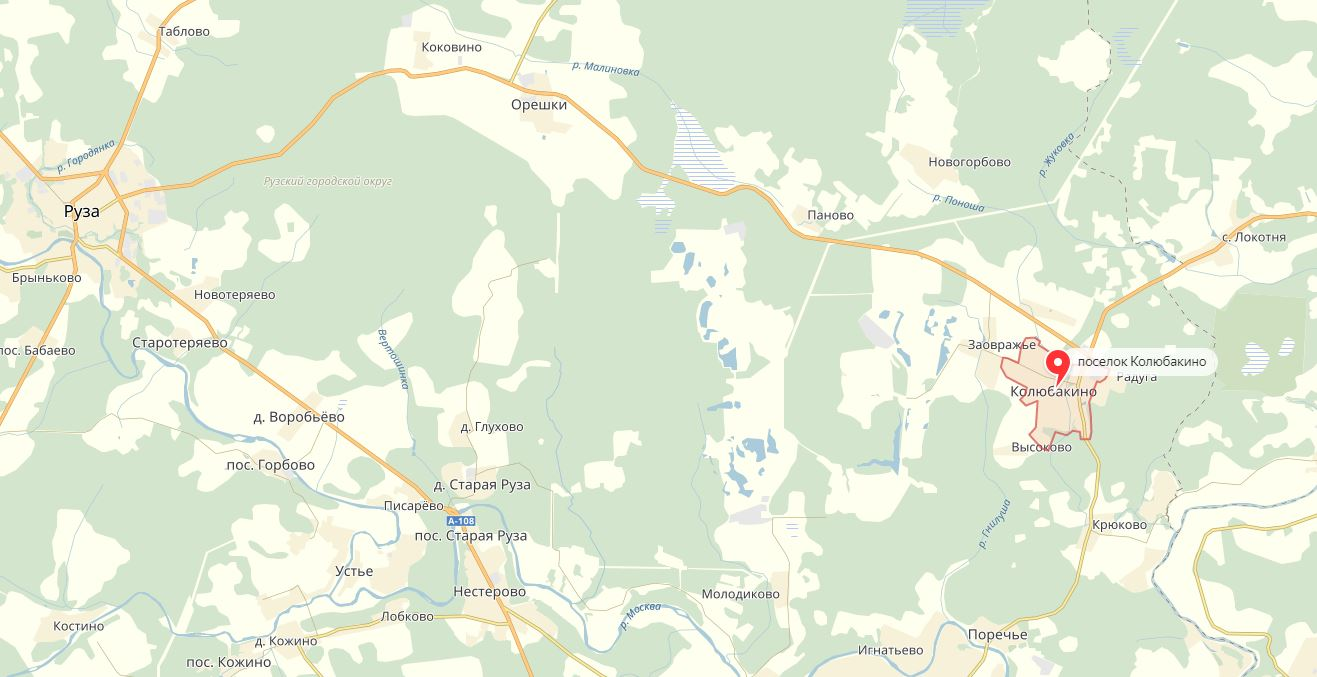 Таблово
Коковино
р. Малиновка
Орешки
р. Городянка
р. Жуковка
Новогорбово
Рузский городской округ
р. Поноша
Руза
Паново
с. Локотня
Брыньково
Новотеряево
Старотеряево
пос. Бабаево
Заовражье
поселок Колюбакино
Радуга
Вертошинка
Колюбакино
д. Воробьёво
д. Глухово
Высоково
пос. Горбово
д. Старая Руза
Писарёво
А-108
р. Гнилуша
Крюково
пос. Старая Руза
Устье
Нестерово
Молодиково
Лобково
р. Москва
Костино
д. Кожино
Поречье
Игнатьево
пос. Кожино